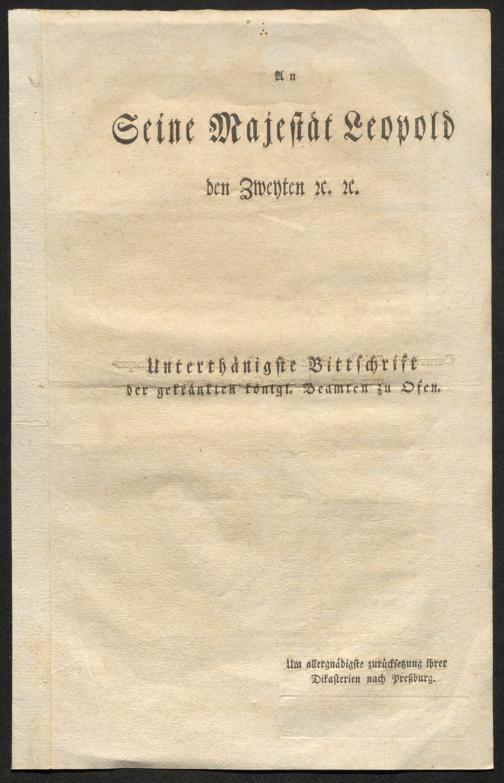 An
Seine Majestät Leopold
den Zweyten ꝛc. ꝛc.
Unterthänigste Bittschrift
der gekränkten königl. Beamten zu Ofen.
Um allergnädigste zurücksetzung ihrer
Dikasterien nach Preßburg.